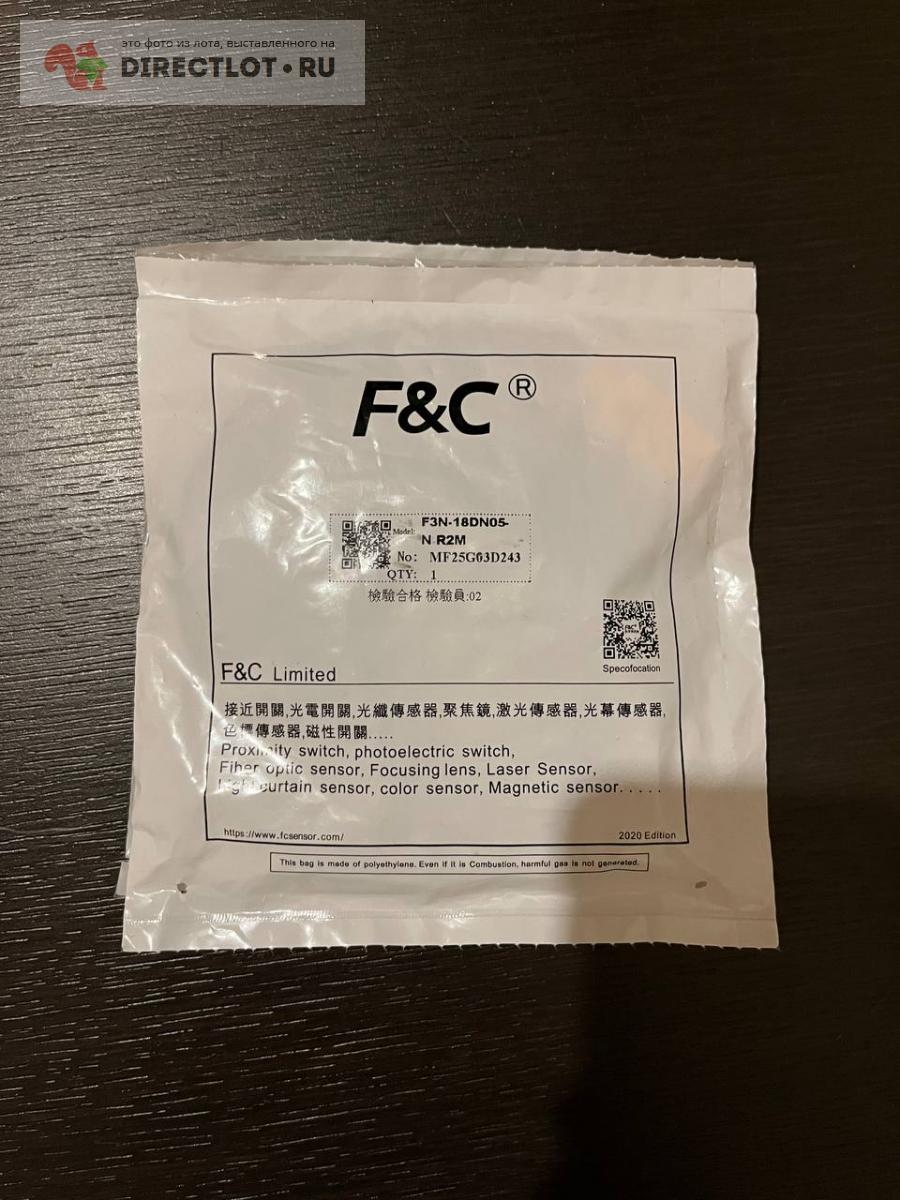 это фото из лота, выставленного на
DIRECTLOT•RU
F&C®
Model: F3N-18DN05-
N R2M
No: MF25G03D243
QTY: 1
檢驗合格 檢驗員:02
Specofocation
F&C Limited
接近開關,光電開關,光纖傳感器,聚焦鏡,激光傳感器,光幕傳感器,
色標傳感器,磁性開關.....
Proximity switch, photoelectric switch,
Fiber optic sensor, Focusing lens, Laser Sensor,
Light curtain sensor, color sensor, Magnetic sensor.....
https://www.fcsensor.com/
2020 Edition
This bag is made of polyethylene. Even if it is Combustion, harmful gas is not generated.